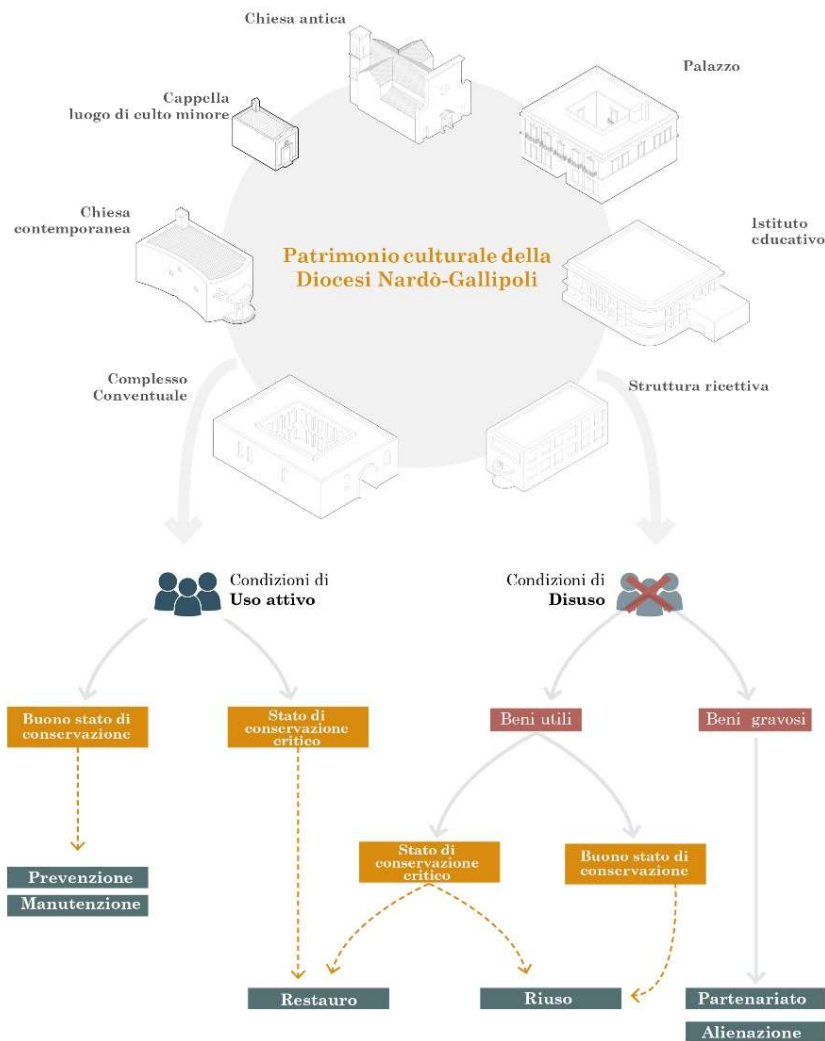 Chiesa antica
Palazzo
Cappella
luogo di culto minore
Chiesa
contemporanea
Istituto
educativo
Patrimonio culturale della
Diocesi Nardò-Gallipoli
Complesso
Conventuale
Struttura ricettiva
Condizioni di
Uso attivo
Condizioni di
Disuso
Buono stato di
conservazione
Stato di
conservazione
critico
Beni utili
Beni gravosi
Stato di
conservazione
critico
Buono stato di
conservazione
Prevenzione
Manutenzione
Restauro
Riuso
Partenariato
Alienazione